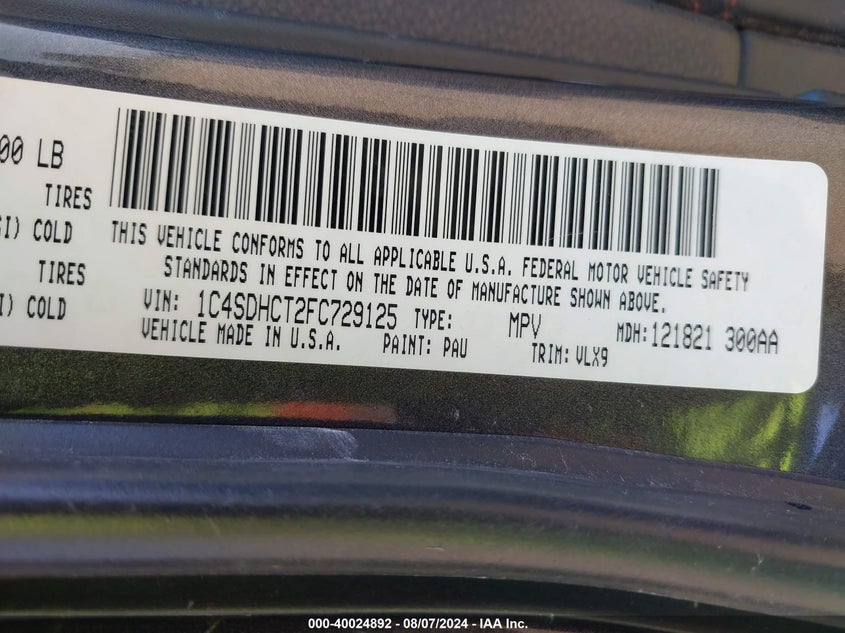 00 LB
TIRES
SI) COLD
TIRES
I) COLD
THIS VEHICLE CONFORMS TO ALL APPLICABLE U.S.A. FEDERAL MOTOR VEHICLE SAFETY
STANDARDS IN EFFECT ON THE DATE OF MANUFACTURE SHOWN ABOVE.
VIN: 1C4SDHCT2FC729125 TYPE: MPV MDH:121821 300AA
VEHICLE MADE IN U.S.A. PAINT: PAU TRIM: VLX9
000-40024892 - 08/07/2024 - IAA Inc.